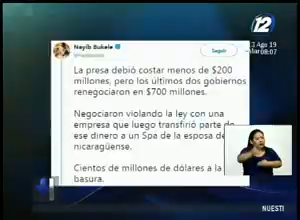 12
13 Ago 19
Mar 08:07
Nayib Bukele
Seguir
La presa debió costar menos de $200
millones, pero los últimos dos gobiernos
renegociaron en $700 millones.
Negociaron violando la ley con una
empresa que luego transfirió parte de
ese dinero a un Spa de la esposa de
nicaragüense.
Cientos de millones de dólares a la
basura.
NUESTI